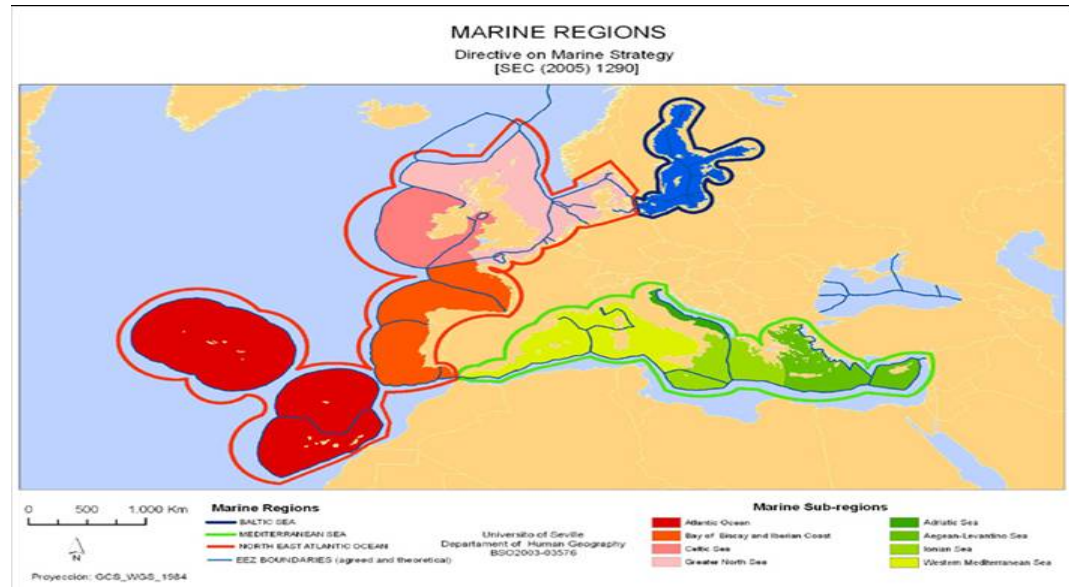 MARINE REGIONS
Directive on Marine Strategy
[SEC (2005) 1290]
0 500 1.000 Km
N
Proyección: GCS_WGS_1984
Marine Regions
BALTIC SEA
MEDITERRANEAN SEA
NORTH EAST ATLANTIC OCEAN
EEZ BOUNDARIES (agreed and theoretical)
University of Seville
Departament of Human Geography
BSO2003-03576
Marine Sub-regions
Atlantic Ocean
Bay of Biscay and Iberian Coast
Celtic Sea
Greater North Sea
Adriatic Sea
Aegean-Levantino Sea
Ionian Sea
Western Mediterranean Sea